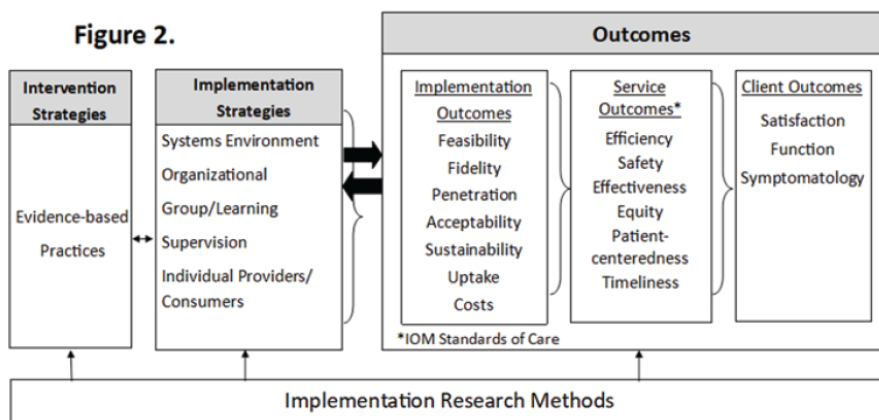 Figure 2.
Outcomes
Intervention
Strategies
Evidence-based
Practices
Implementation
Strategies
Systems Environment
Organizational
Group/Learning
Supervision
Individual Providers/
Consumers
Implementation
Outcomes
Feasibility
Fidelity
Penetration
Acceptability
Sustainability
Uptake
Costs
Service
Outcomes*
Efficiency
Safety
Effectiveness
Equity
Patient-
centeredness
Timeliness
Client Outcomes
Satisfaction
Function
Symptomatology
*IOM Standards of Care
Implementation Research Methods